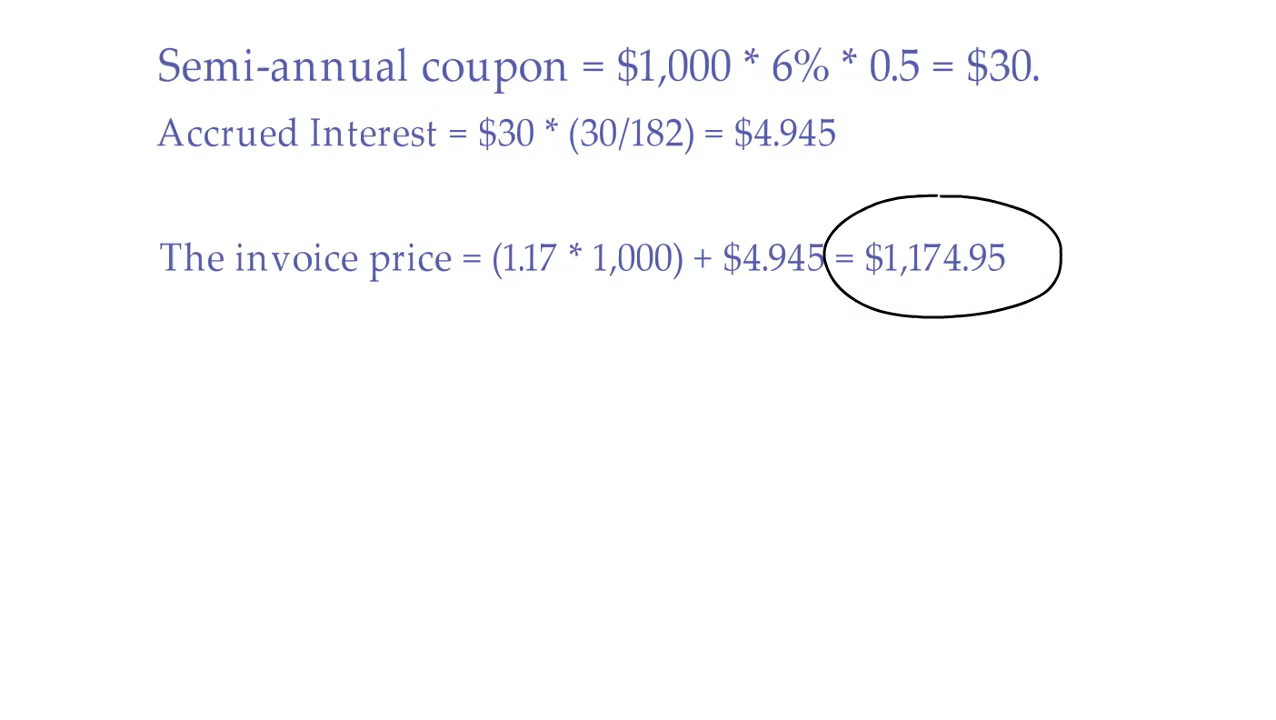 Semi-annual coupon = $1,000 * 6% * 0.5 = $30.
Accrued Interest = $30 * (30/182) = $4.945
The invoice price = (1.17 * 1,000) + $4.945 = $1,174.95